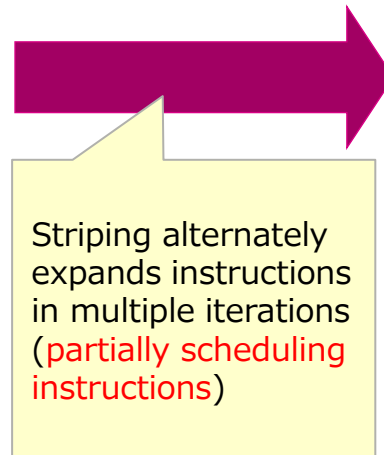 Striping alternately
expands instructions
in multiple iterations
(partially scheduling
instructions)